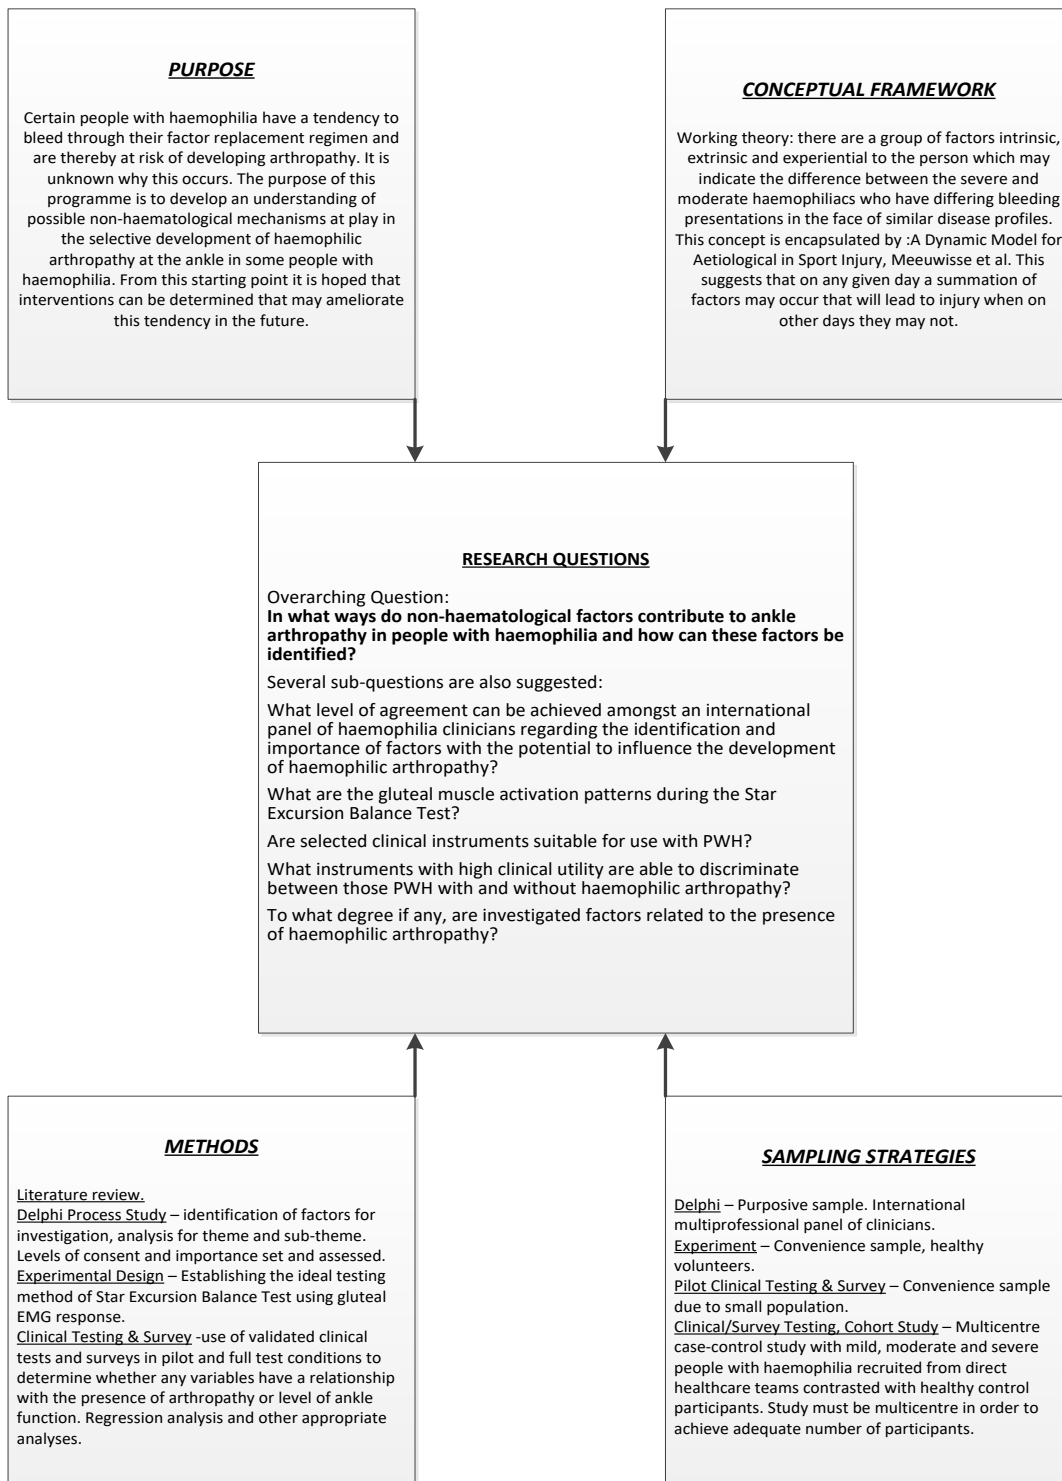 PURPOSE
Certain people with haemophilia have a tendency to
bleed through their factor replacement regimen and
are thereby at risk of developing arthropathy. It is
unknown why this occurs. The purpose of this
programme is to develop an understanding of
possible non-haematological mechanisms at play in
the selective development of haemophilic
arthropathy at the ankle in some people with
haemophilia. From this starting point it is hoped that
interventions can be determined that may ameliorate
this tendency in the future.
CONCEPTUAL FRAMEWORK
Working theory: there are a group of factors intrinsic,
extrinsic and experiential to the person which may
indicate the difference between the severe and
moderate haemophiliacs who have differing bleeding
presentations in the face of similar disease profiles.
This concept is encapsulated by :A Dynamic Model for
Aetiological in Sport Injury, Meeuwisse et al. This
suggests that on any given day a summation of
factors may occur that will lead to injury when on
other days they may not.
RESEARCH QUESTIONS
Overarching Question:
In what ways do non-haematological factors contribute to ankle
arthropathy in people with haemophilia and how can these factors be
identified?
Several sub-questions are also suggested:
What level of agreement can be achieved amongst an international
panel of haemophilia clinicians regarding the identification and
importance of factors with the potential to influence the development
of haemophilic arthropathy?
What are the gluteal muscle activation patterns during the Star
Excursion Balance Test?
Are selected clinical instruments suitable for use with PWH?
What instruments with high clinical utility are able to discriminate
between those PWH with and without haemophilic arthropathy?
To what degree if any, are investigated factors related to the presence
of haemophilic arthropathy?
METHODS
Literature review.
Delphi Process Study – identification of factors for
investigation, analysis for theme and sub-theme.
Levels of consent and importance set and assessed.
Experimental Design – Establishing the ideal testing
method of Star Excursion Balance Test using gluteal
EMG response.
Clinical Testing & Survey -use of validated clinical
tests and surveys in pilot and full test conditions to
determine whether any variables have a relationship
with the presence of arthropathy or level of ankle
function. Regression analysis and other appropriate
analyses.
SAMPLING STRATEGIES
Delphi – Purposive sample. International
multiprofessional panel of clinicians.
Experiment – Convenience sample, healthy
volunteers.
Pilot Clinical Testing & Survey – Convenience sample
due to small population.
Clinical/Survey Testing, Cohort Study – Multicentre
case-control study with mild, moderate and severe
people with haemophilia recruited from direct
healthcare teams contrasted with healthy control
participants. Study must be multicentre in order to
achieve adequate number of participants.